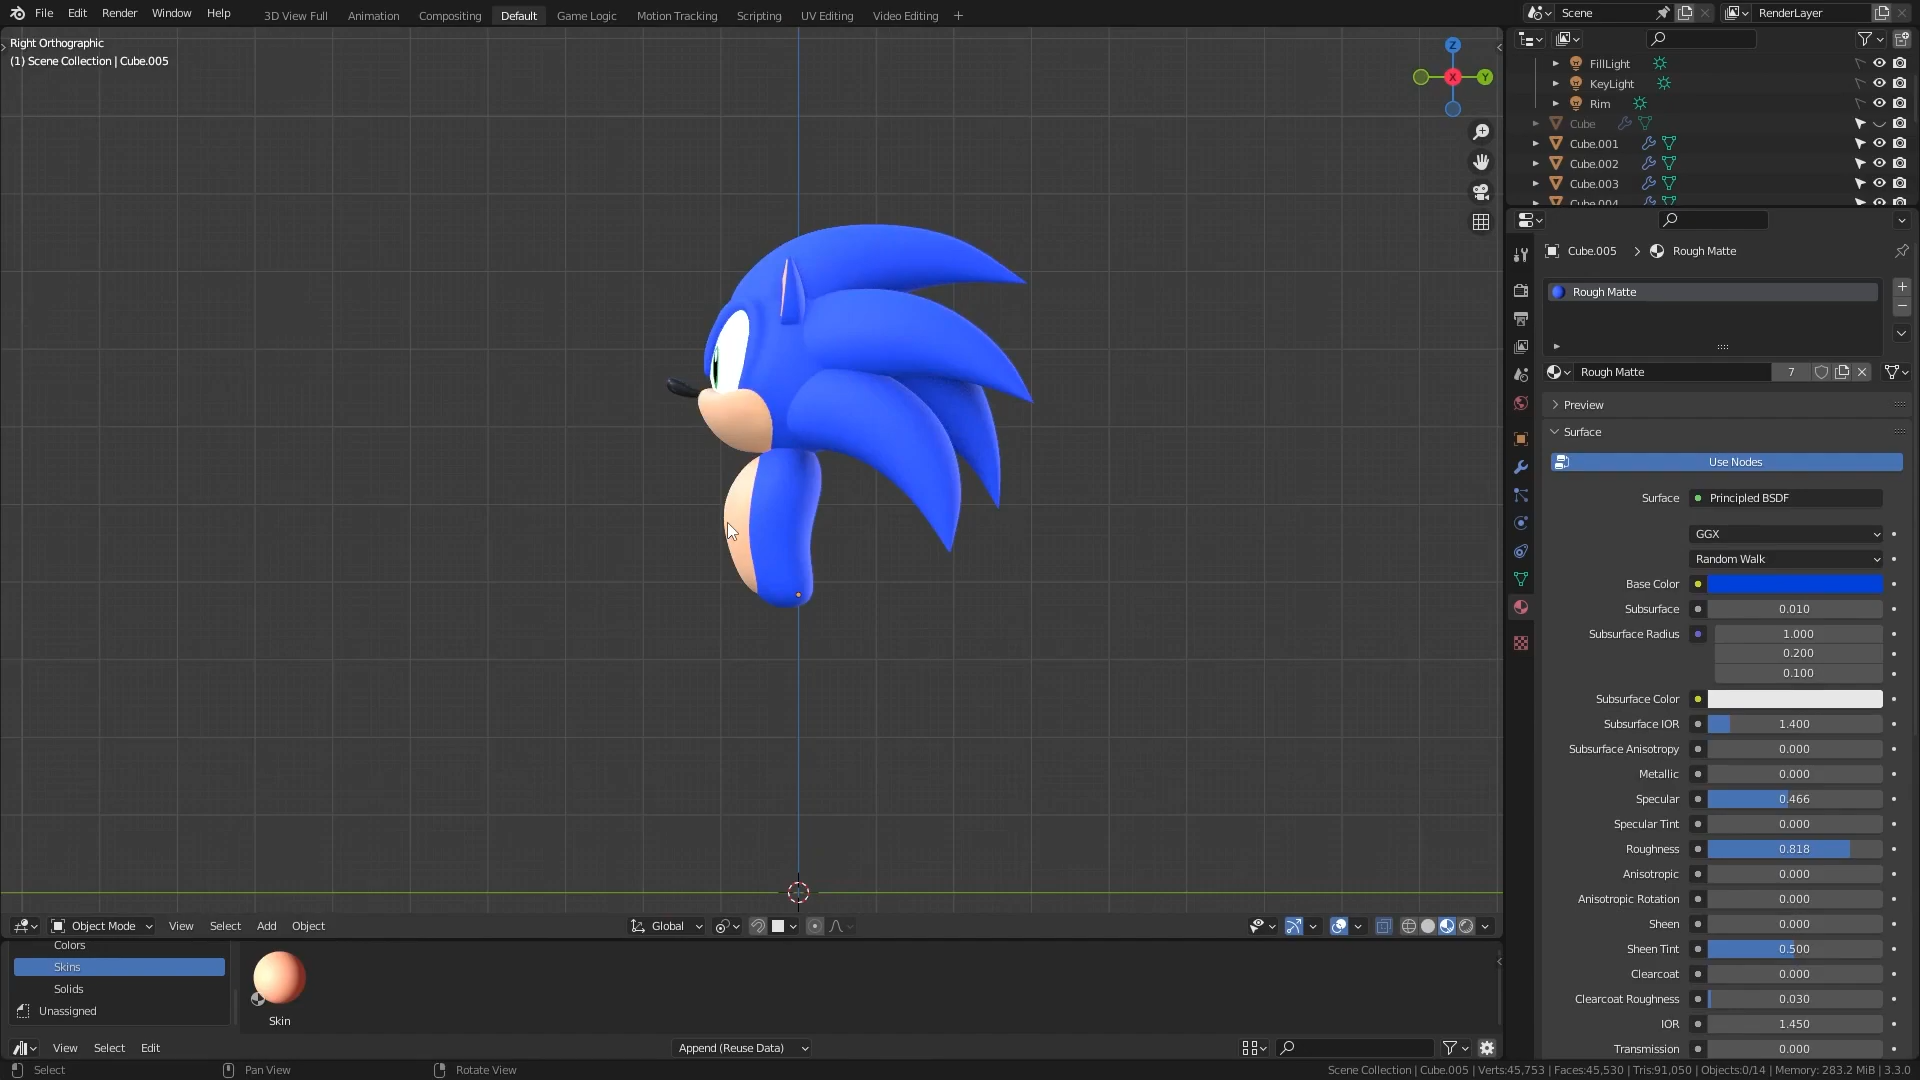 File Edit Render Window Help 3D View Full Animation Compositing Default Game Logic Motion Tracking Scripting UV Editing Video Editing Scene RenderLayer
Right Orthographic
(1) Scene Collection | Cube.005
Z
X
Y
FillLight
KeyLight
Rim
Cube
Cube.001
Cube.002
Cube.003
Cube.004
Cube.005 Rough Matte
Rough Matte
Rough Matte 7
Preview
Surface
Use Nodes
Surface Principled BSDF
GGX
Random Walk
Base Color
Subsurface 0.010
Subsurface Radius 1.000
0.200
0.100
Subsurface Color
Subsurface IOR 1.400
Subsurface Anisotropy 0.000
Metallic 0.000
Specular 0.466
Specular Tint 0.000
Roughness 0.818
Anisotropic 0.000
Anisotropic Rotation 0.000
Sheen 0.000
Sheen Tint 0.500
Clearcoat 0.000
Clearcoat Roughness 0.030
IOR 1.450
Transmission 0.000
Object Mode View Select Add Object Global
Colors
Skins
Solids
Unassigned
Skin
View Select Edit Append (Reuse Data)
Select Pan View Rotate View Scene Collection | Cube.005 | Verts:45,753 | Faces:45,530 | Tris:91,050 | Objects:0/14 | Memory: 283.2 MiB | 3.3.0